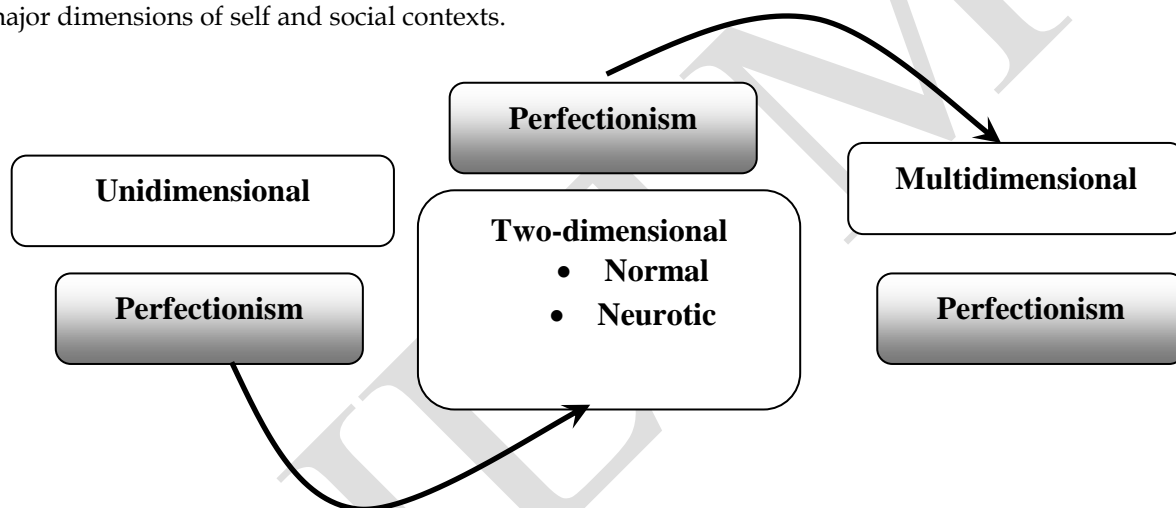 major dimensions of self and social contexts.
Perfectionism
Unidimensional
Multidimensional
Two-dimensional
• Normal
• Neurotic
Perfectionism
Perfectionism